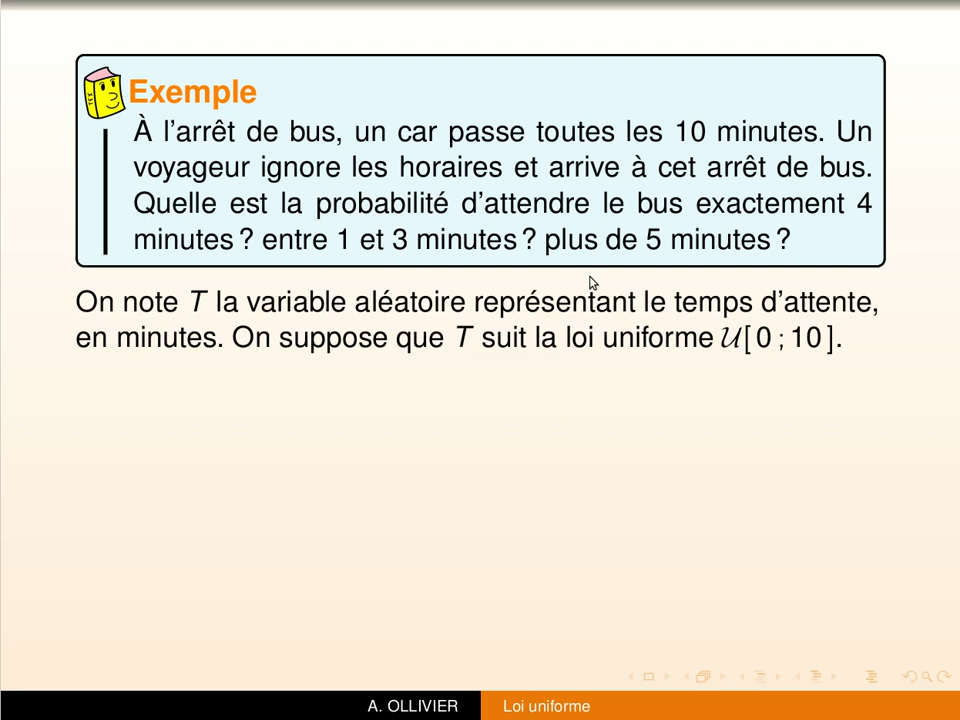 Exemple
À l'arrêt de bus, un car passe toutes les 10 minutes. Un
voyageur ignore les horaires et arrive à cet arrêt de bus.
Quelle est la probabilité d'attendre le bus exactement 4
minutes ? entre 1 et 3 minutes ? plus de 5 minutes ?
On note T la variable aléatoire représentant le temps d'attente,
en minutes. On suppose que T suit la loi uniforme 𝒰[ 0 ; 10 ].
A. OLLIVIER
Loi uniforme